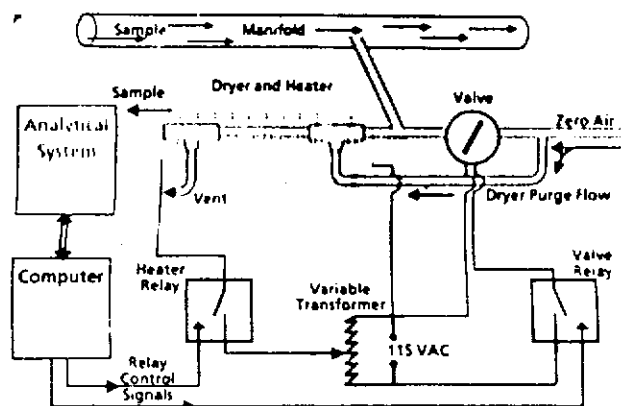 Sample
Manifold
Sample
Dryer and Heater
Valve
Zero Air
Analytical
System
Vent
Dryer Purge Flow
Computer
Heater
Relay
Variable
Transformer
Valve
Relay
115 VAC
Relay
Control
Signals